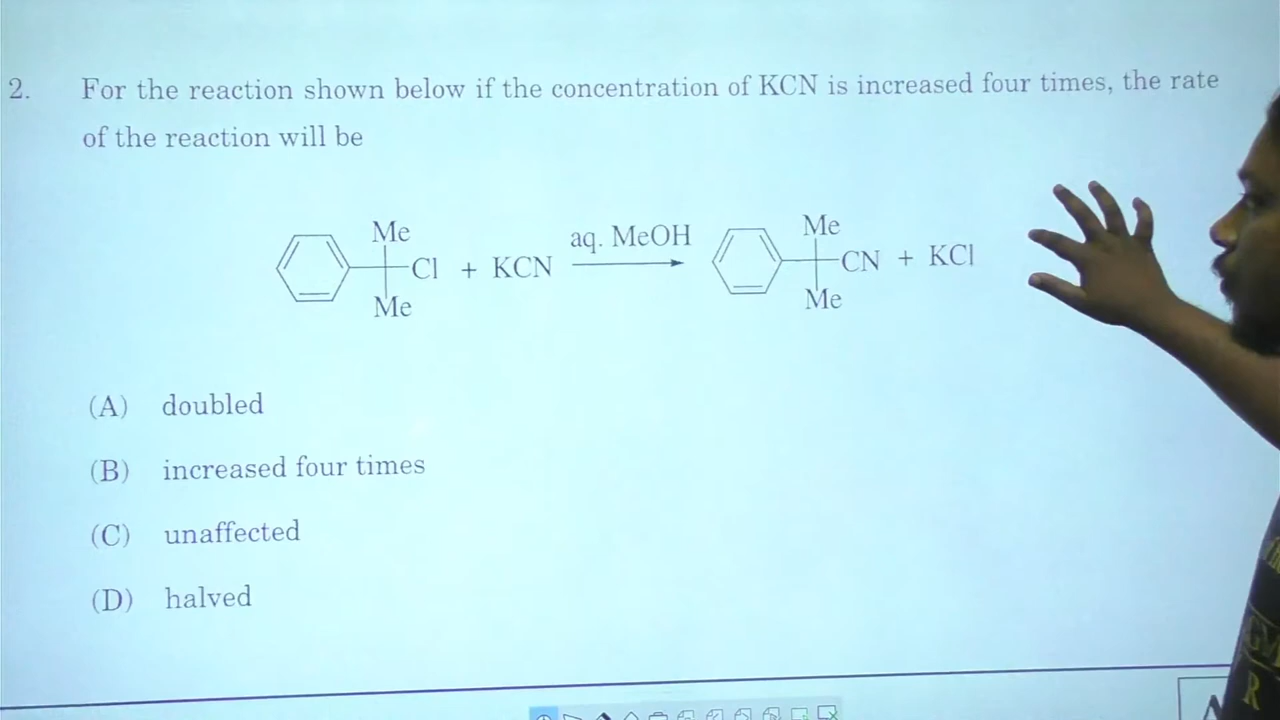 2. For the reaction shown below if the concentration of KCN is increased four times, the rate
of the reaction will be
Me Me
aq. MeOH
Cl + KCN CN + KCl
Me Me
(A) doubled
(B) increased four times
(C) unaffected
(D) halved
R